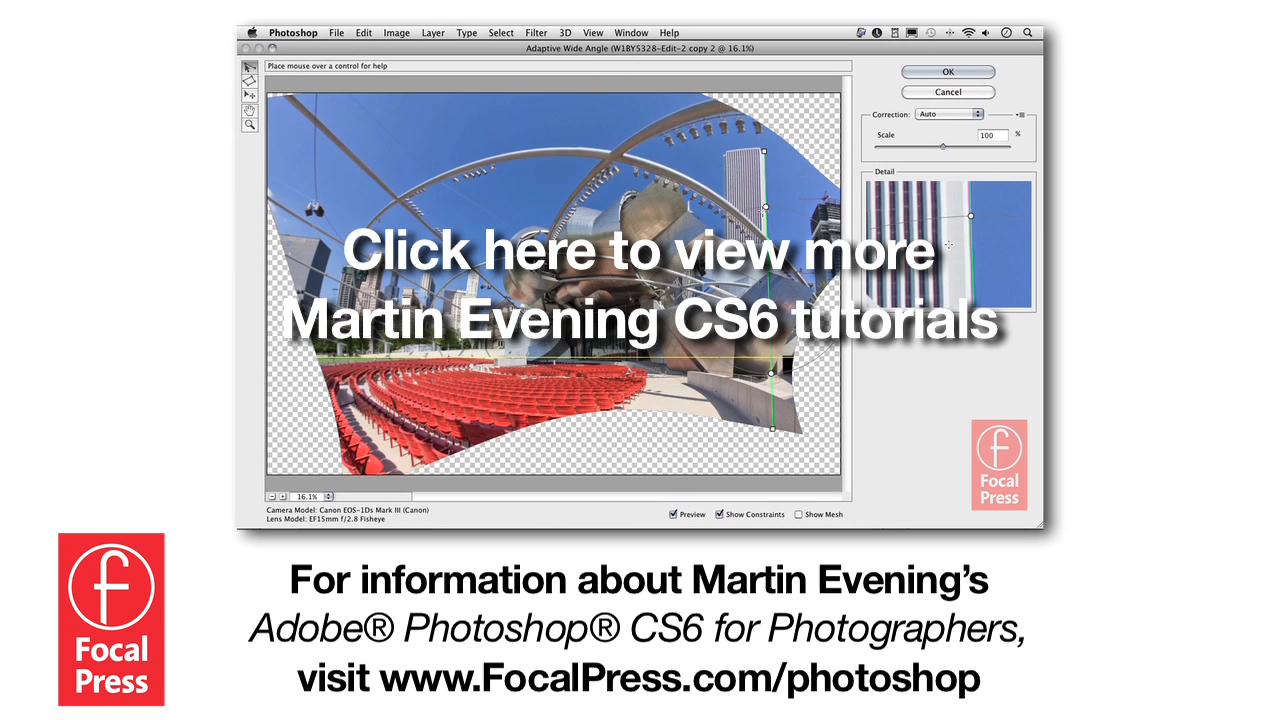 Photoshop File Edit Image Layer Type Select Filter 3D View Window Help
Adaptive Wide Angle (W1BY5328-Edit-2 copy 2 @ 16.1%)
Place mouse over a control for help
OK
Cancel
Correction: Auto
Scale 100 %
Detail
Click here to view more
Martin Evening CS6 tutorials
Focal
Press
16.1%
Camera Model: Canon EOS-1Ds Mark III (Canon)
Lens Model: EF15mm f/2.8 Fisheye
Preview Show Constraints Show Mesh
For information about Martin Evening’s
Adobe® Photoshop® CS6 for Photographers,
visit www.FocalPress.com/photoshop
f
Focal
Press